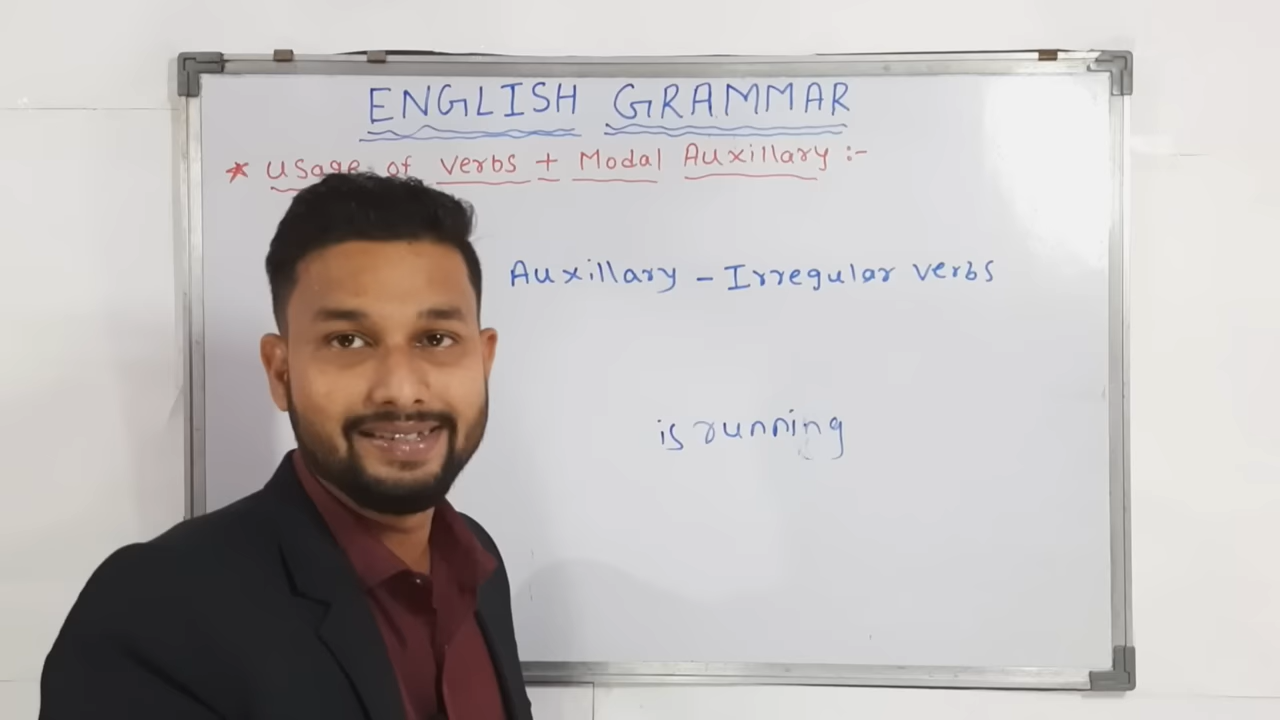 ENGLISH GRAMMAR
* Usage of verbs + Modal Auxillary :-
Auxillary - Irregular verbs
is running